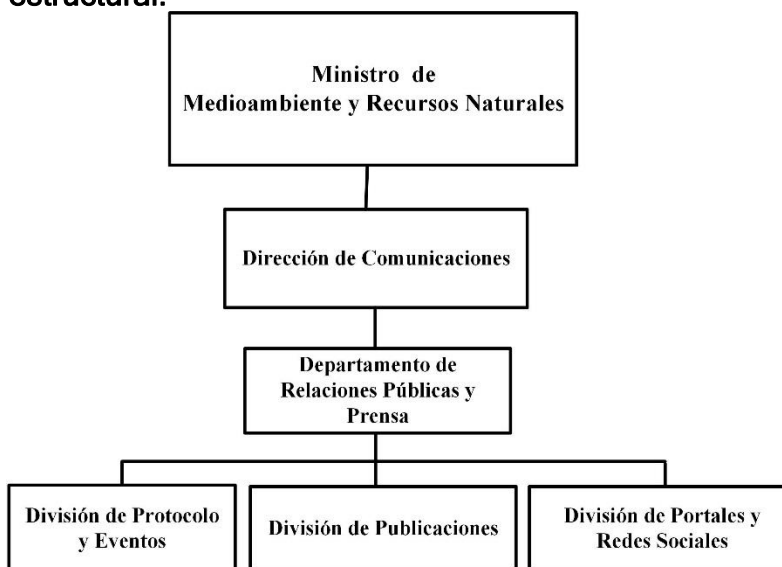 estructural.
Ministro de
Medioambiente y Recursos Naturales
Dirección de Comunicaciones
Departamento de
Relaciones Públicas y
Prensa
División de Protocolo
y Eventos
División de Publicaciones
División de Portales y
Redes Sociales